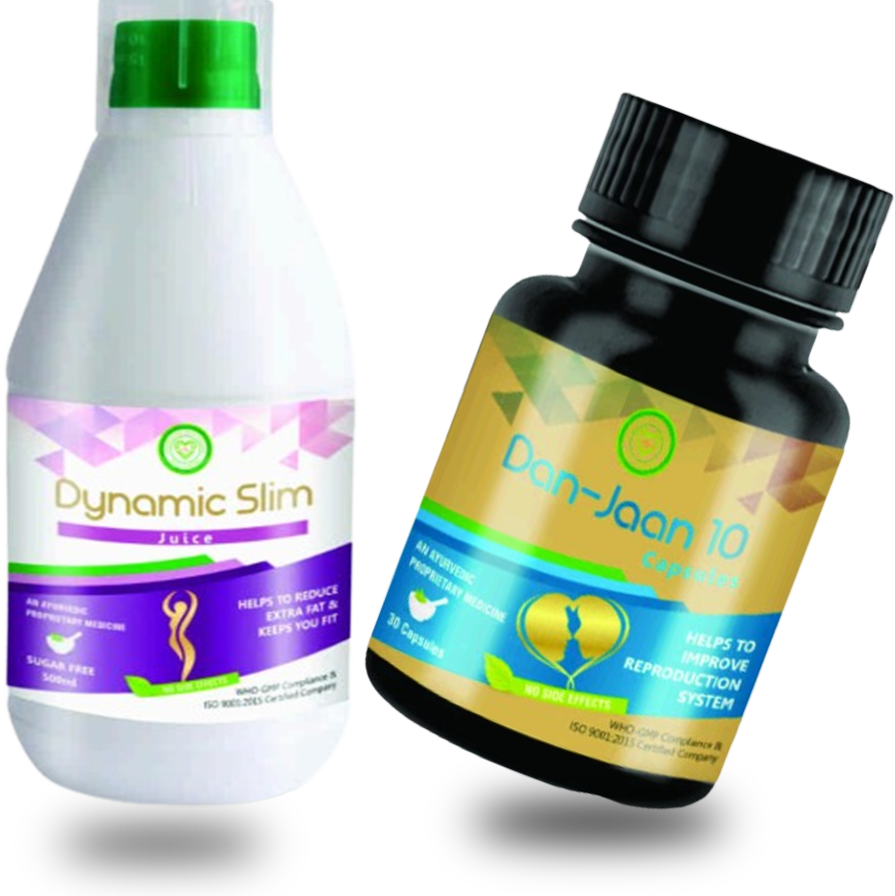 Dynamic Slim
Juice
AN AYURVEDIC
PROPRIETARY MEDICINE
SUGAR FREE
500ml
HELPS TO REDUCE
EXTRA FAT &
KEEPS YOU FIT
NO SIDE EFFECTS
WHO-GMP Compliance &
ISO 9001:2015 Certified Company
Dan-Jaan 10
Capsules
AN AYURVEDIC
PROPRIETARY MEDICINE
30 Capsules
HELPS TO
IMPROVE
REPRODUCTION
SYSTEM
NO SIDE EFFECTS
WHO-GMP Compliance &
ISO 9001:2015 Certified Company